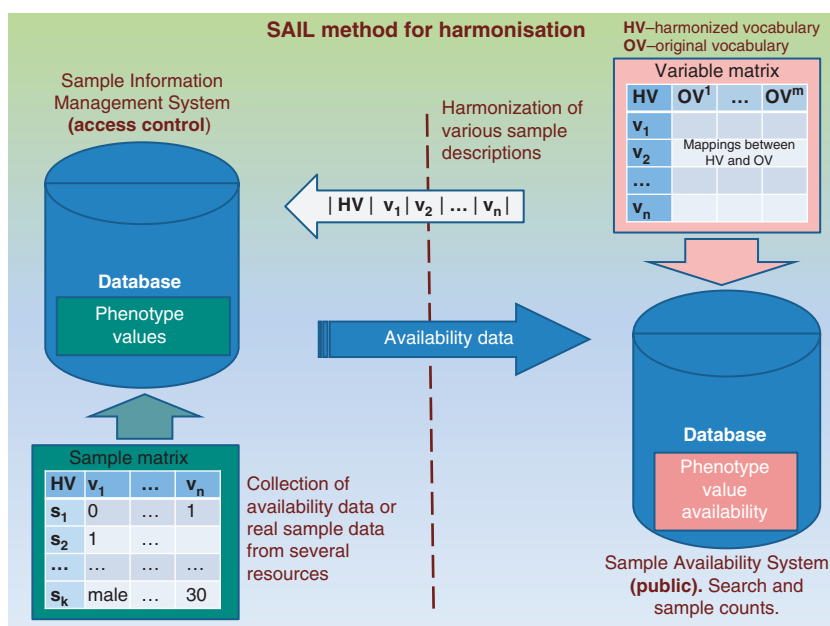 SAIL method for harmonisation
HV–harmonized vocabulary
OV–original vocabulary
Sample Information
Management System
(access control)
Harmonization of
various sample
descriptions
Variable matrix
HV OV¹ … OVᵐ
v₁
v₂ Mappings between
HV and OV
…
vₙ
| HV | v₁ | v₂ | … | vₙ |
Database
Phenotype
values
Availability data
Database
Phenotype
value
availability
Sample matrix
HV v₁ … vₙ
s₁ 0 … 1
s₂ 1 …
… … … …
sₖ male … 30
Collection of
availability data or
real sample data
from several
resources
Sample Availability System
(public). Search and
sample counts.